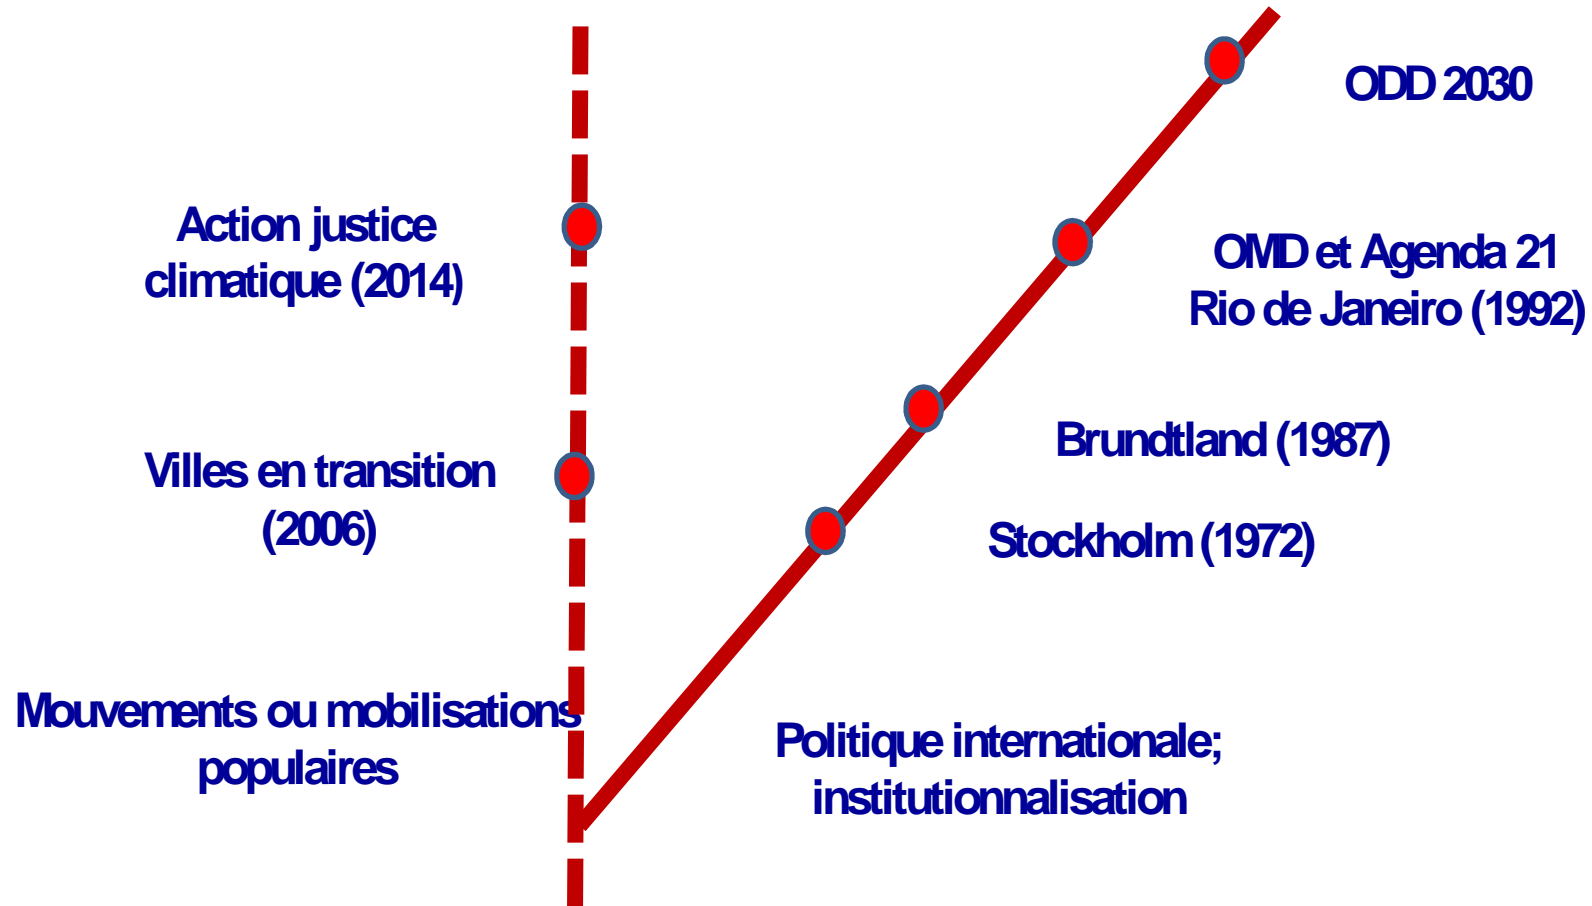 ODD 2030
Action justice
climatique (2014)
OMD et Agenda 21
Rio de Janeiro (1992)
Brundtland (1987)
Villes en transition
(2006)
Stockholm (1972)
Mouvements ou mobilisations
populaires
Politique internationale;
institutionnalisation